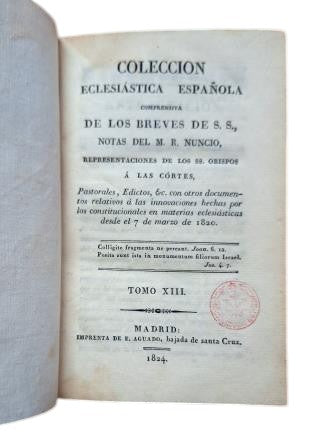 COLECCION
ECLESIÁSTICA ESPAÑOLA
COMPRENSIVA
DE LOS BREVES DE S. S.,
NOTAS DEL M. R. NUNCIO,
REPRESENTACIONES DE LOS SS. OBISPOS
Á LAS CÓRTES,
Pastorales, Edictos, &c. con otros documen-
tos relativos á las innovaciones hechas por
los constitucionales en materias eclesiásticas
desde el 7 de marzo de 1820.
Colligite fragmenta ne pereant. Joan. 6. 12.
Posita sunt ista in monumentum filiorum Israel.
Jos. 4. 7.
TOMO XIII.
MADRID:
IMPRENTA DE E. AGUADO, bajada de santa Cruz.
1824.